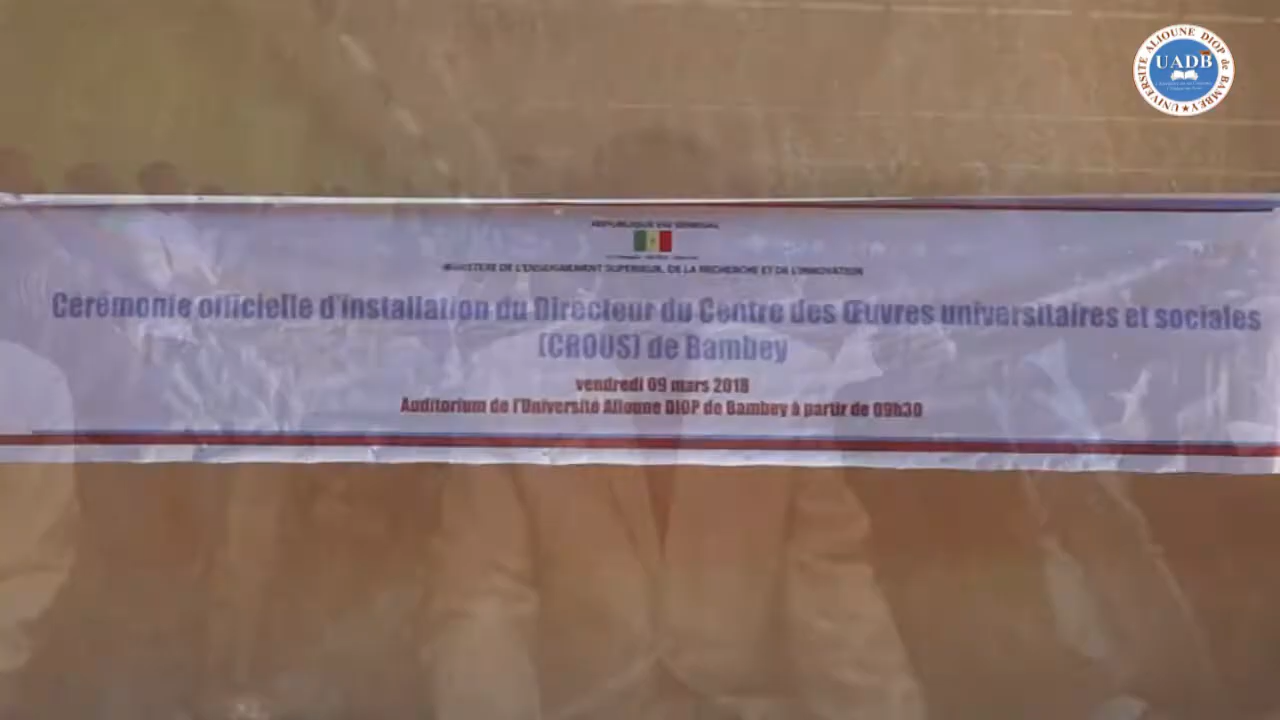 UNIVERSITE ALIOUNE DIOP de BAMBEY
UADB
REPUBLIQUE DU SENEGAL
MINISTERE DE L'ENSEIGNEMENT SUPERIEUR, DE LA RECHERCHE ET DE L'INNOVATION
Cérémonie officielle d'installation du Directeur du Centre des Œuvres universitaires et sociales
(CROUS) de Bambey
vendredi 09 mars 2018
Auditorium de l'Université Alioune DIOP de Bambey à partir de 09h30